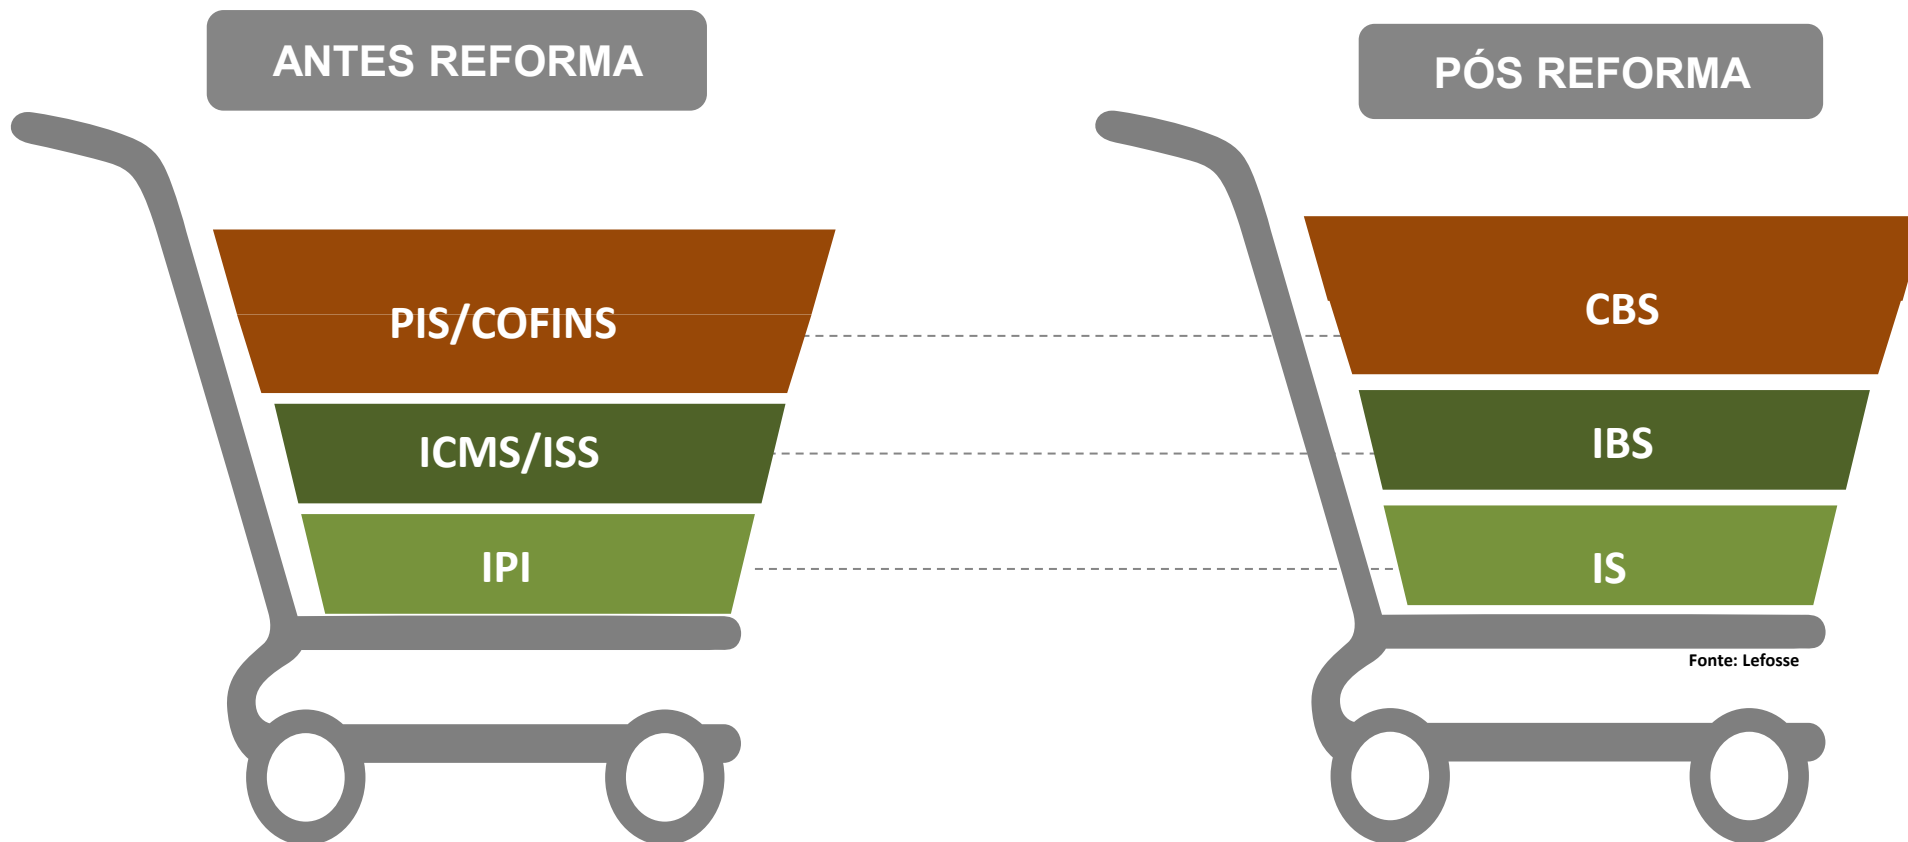 ANTES REFORMA
PÓS REFORMA
PIS/COFINS
CBS
ICMS/ISS
IBS
IPI
IS
Fonte: Lefosse